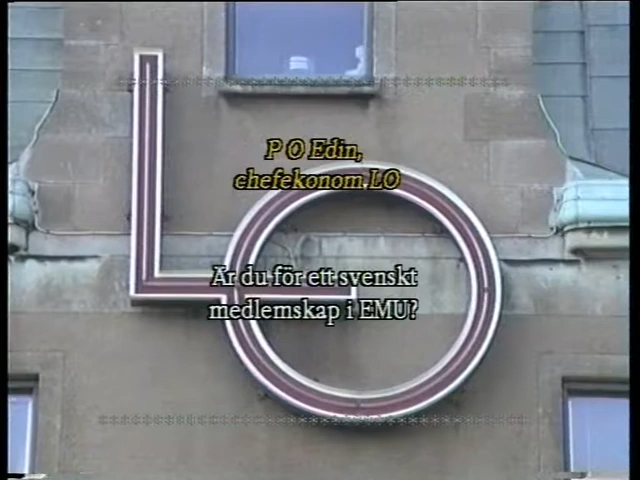 P O Edin,
chefekonom LO
LO
Är du för ett svenskt
medlemskap i EMU?